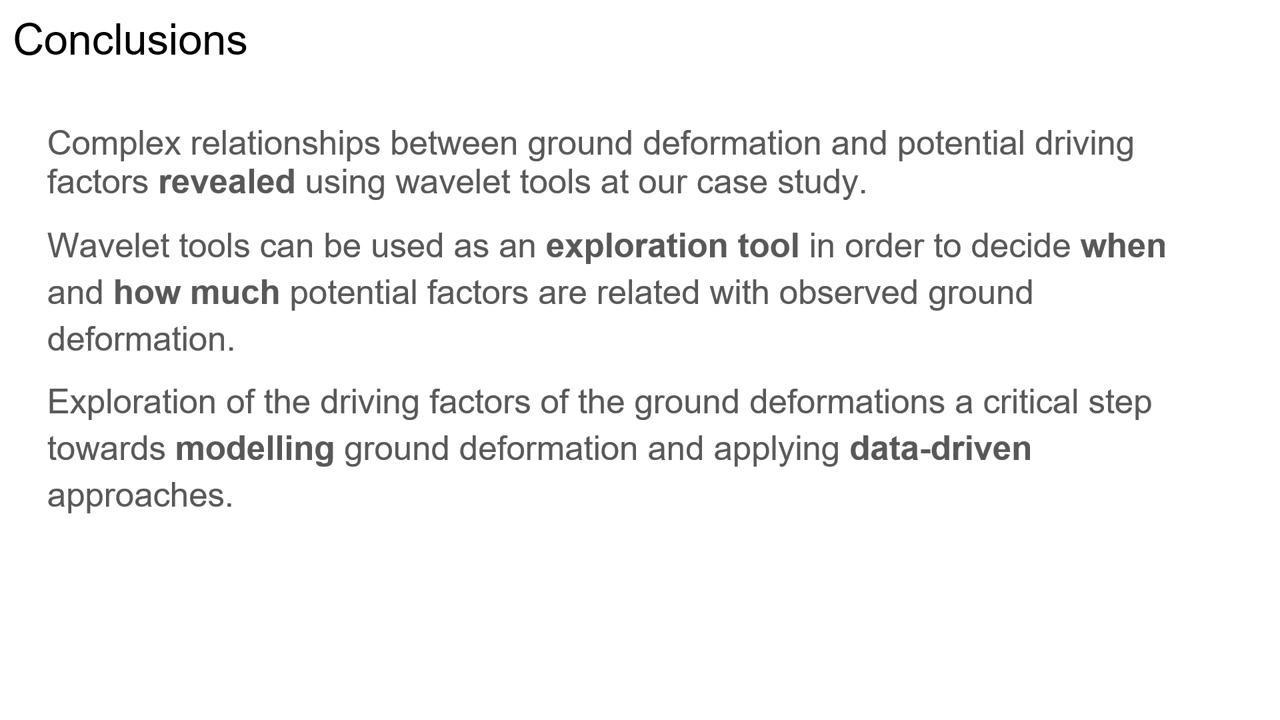 Conclusions
Complex relationships between ground deformation and potential driving
factors revealed using wavelet tools at our case study.
Wavelet tools can be used as an exploration tool in order to decide when
and how much potential factors are related with observed ground
deformation.
Exploration of the driving factors of the ground deformations a critical step
towards modelling ground deformation and applying data-driven
approaches.